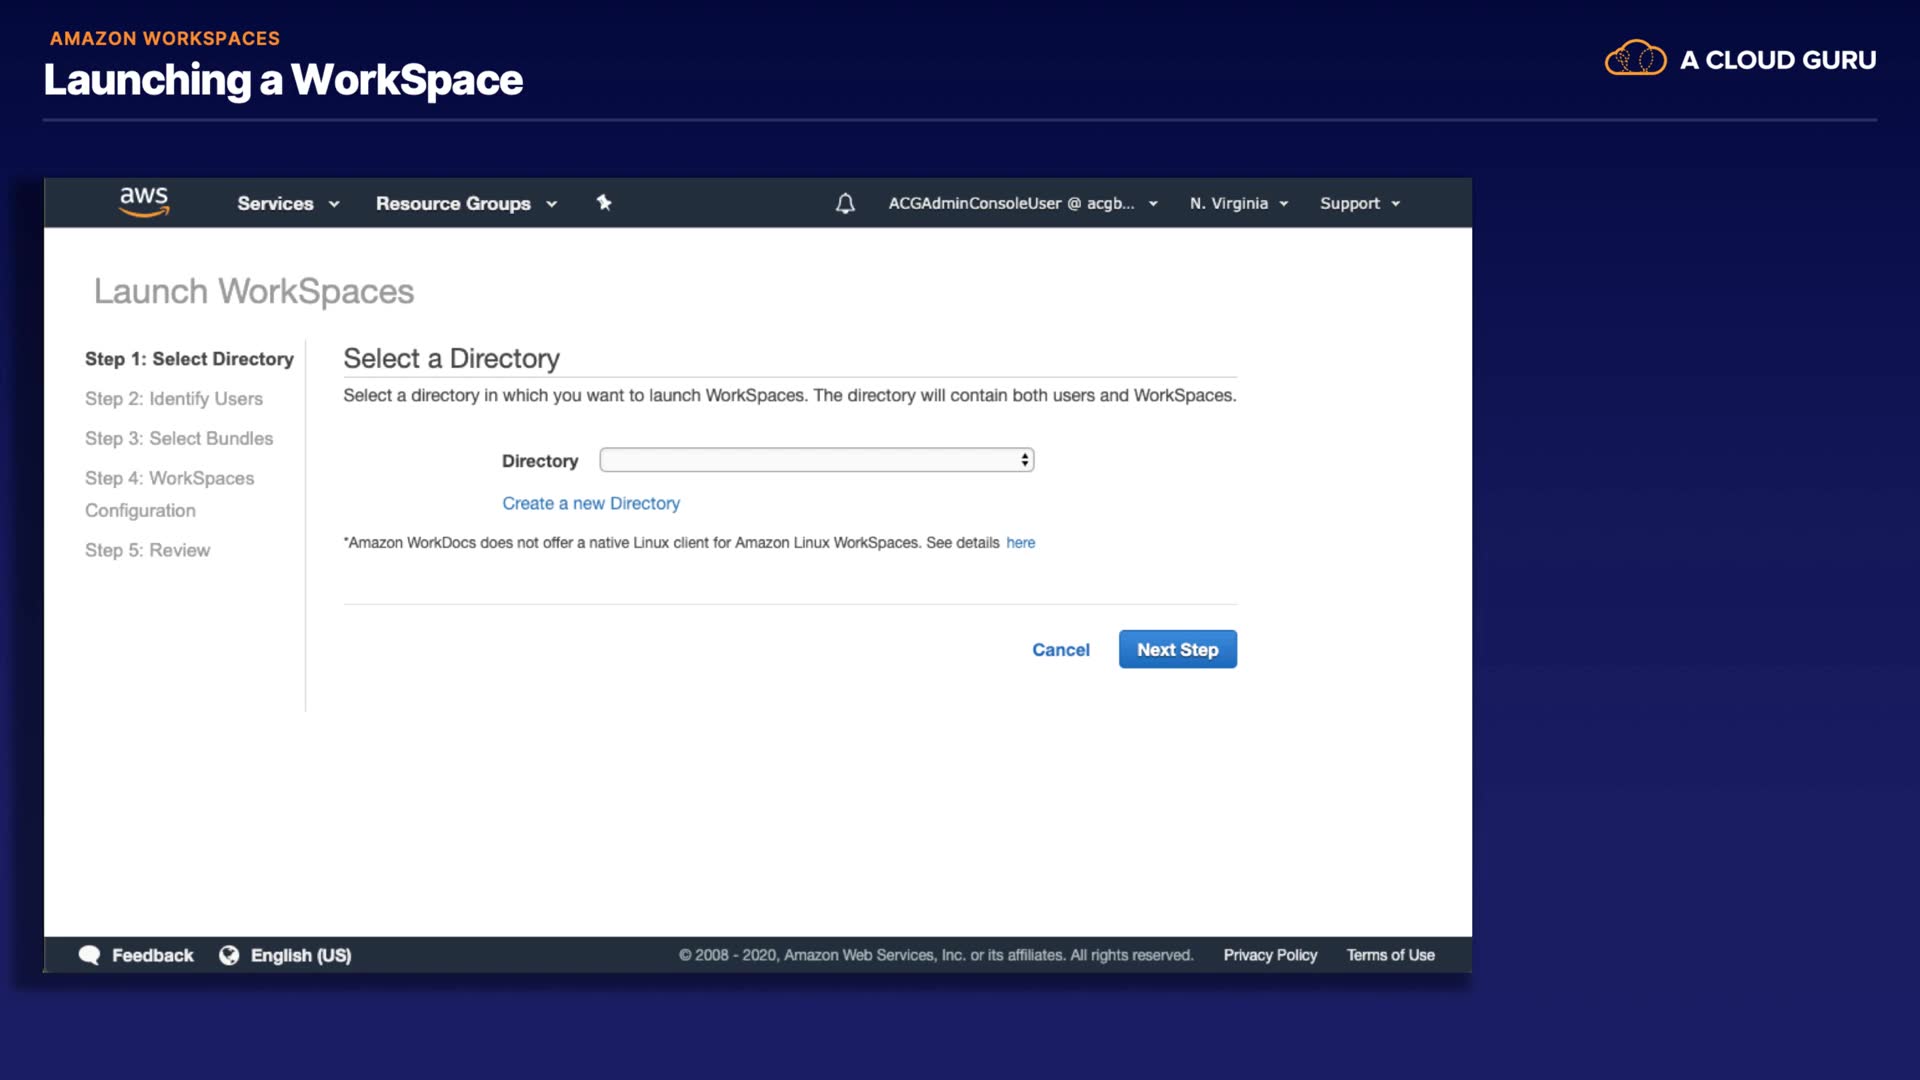 AMAZON WORKSPACES
Launching a WorkSpace
A CLOUD GURU
aws
Services
Resource Groups
ACGAdminConsoleUser @ acgb...
N. Virginia
Support
Launch WorkSpaces
Step 1: Select Directory
Step 2: Identify Users
Step 3: Select Bundles
Step 4: WorkSpaces
Configuration
Step 5: Review
Select a Directory
Select a directory in which you want to launch WorkSpaces. The directory will contain both users and WorkSpaces.
Directory
Create a new Directory
*Amazon WorkDocs does not offer a native Linux client for Amazon Linux WorkSpaces. See details here
Cancel
Next Step
Feedback
English (US)
© 2008 - 2020, Amazon Web Services, Inc. or its affiliates. All rights reserved.
Privacy Policy
Terms of Use